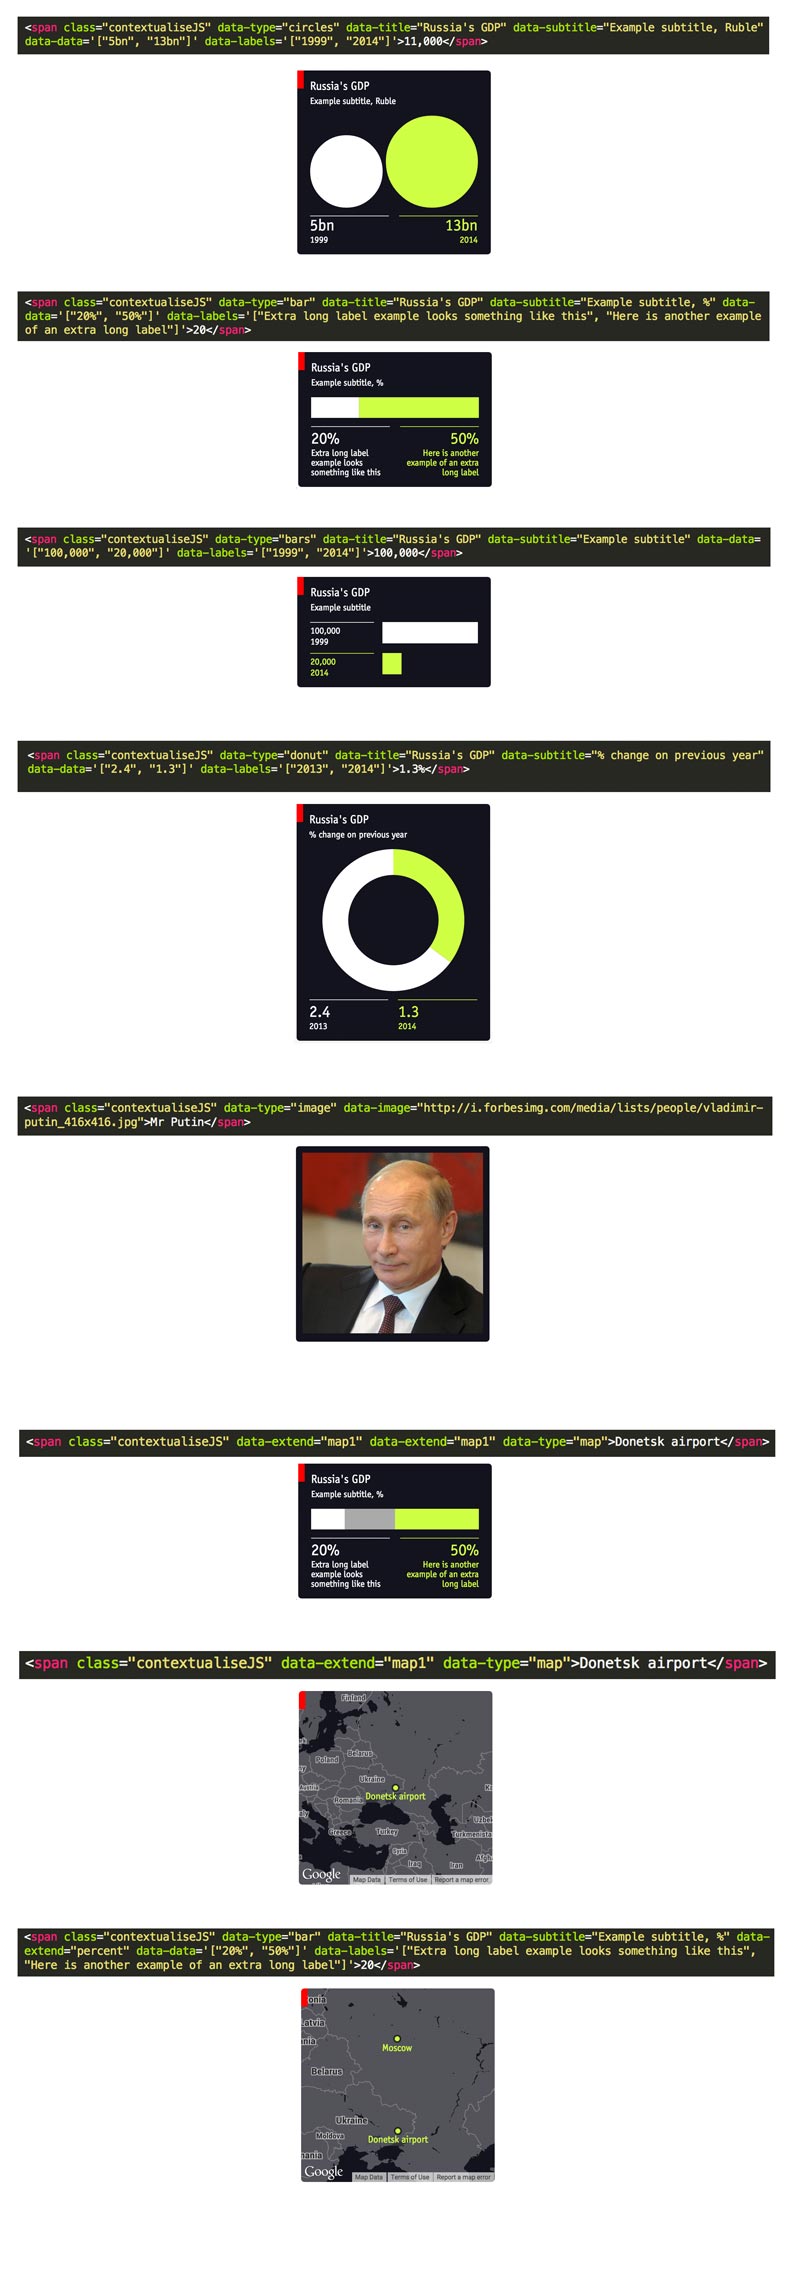 <span class="contextualiseJS" data-type="circles" data-title="Russia's GDP" data-subtitle="Example subtitle, Ruble"
data-data='["5bn", "13bn"]' data-labels='["1999", "2014"]'>11,000</span>
Russia's GDP
Example subtitle, Ruble
5bn 13bn
1999 2014
<span class="contextualiseJS" data-type="bar" data-title="Russia's GDP" data-subtitle="Example subtitle, %" data-
data='["20%", "50%"]' data-labels='["Extra long label example looks something like this", "Here is another example
of an extra long label"]'>20</span>
Russia's GDP
Example subtitle, %
20% 50%
Extra long label Here is another
example looks example of an extra
something like this long label
<span class="contextualiseJS" data-type="bars" data-title="Russia's GDP" data-subtitle="Example subtitle" data-data=
'["100,000", "20,000"]' data-labels='["1999", "2014"]'>100,000</span>
Russia's GDP
Example subtitle
100,000
1999
20,000
2014
<span class="contextualiseJS" data-type="donut" data-title="Russia's GDP" data-subtitle="% change on previous year"
data-data='["2.4", "1.3"]' data-labels='["2013", "2014"]'>1.3%</span>
Russia's GDP
% change on previous year
2.4 1.3
2013 2014
<span class="contextualiseJS" data-type="image" data-image="http://i.forbesimg.com/media/lists/people/vladimir-
putin_416x416.jpg">Mr Putin</span>
<span class="contextualiseJS" data-extend="map1" data-extend="map1" data-type="map">Donetsk airport</span>
Russia's GDP
Example subtitle, %
20% 50%
Extra long label Here is another
example looks example of an extra
something like this long label
<span class="contextualiseJS" data-extend="map1" data-type="map">Donetsk airport</span>
Finland
Belarus
Poland
Ukraine
Romania
Donetsk airport
Greece Turkey
Syria
Iraq Iran
Google Map Data Terms of Use Report a map error
<span class="contextualiseJS" data-type="bar" data-title="Russia's GDP" data-subtitle="Example subtitle, %" data-
extend="percent" data-data='["20%", "50%"]' data-labels='["Extra long label example looks something like this",
"Here is another example of an extra long label"]'>20</span>
onia
Latvia
Moscow
Belarus
Ukraine
Moldova
Donetsk airport
Google Map Data Terms of Use Report a map error